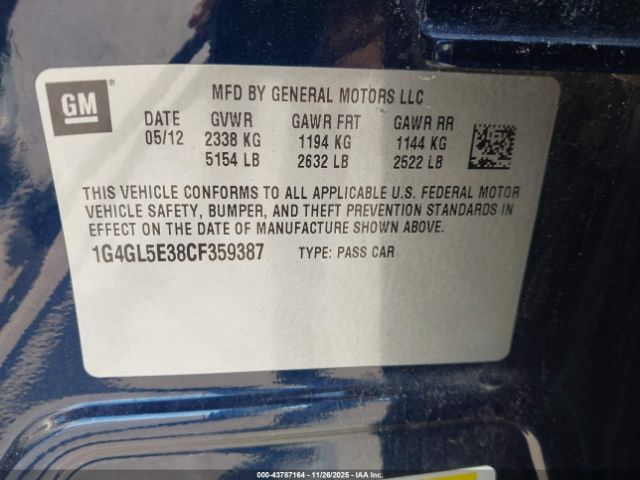 GM
MFD BY GENERAL MOTORS LLC
DATE GVWR GAWR FRT GAWR RR
05/12 2338 KG 1194 KG 1144 KG
5154 LB 2632 LB 2522 LB
THIS VEHICLE CONFORMS TO ALL APPLICABLE U.S. FEDERAL MOTOR
VEHICLE SAFETY, BUMPER, AND THEFT PREVENTION STANDARDS IN
EFFECT ON THE DATE OF MANUFACTURE SHOWN ABOVE.
1G4GL5E38CF359387 TYPE: PASS CAR
000-43787164 - 11/26/2025 - IAAI.COM